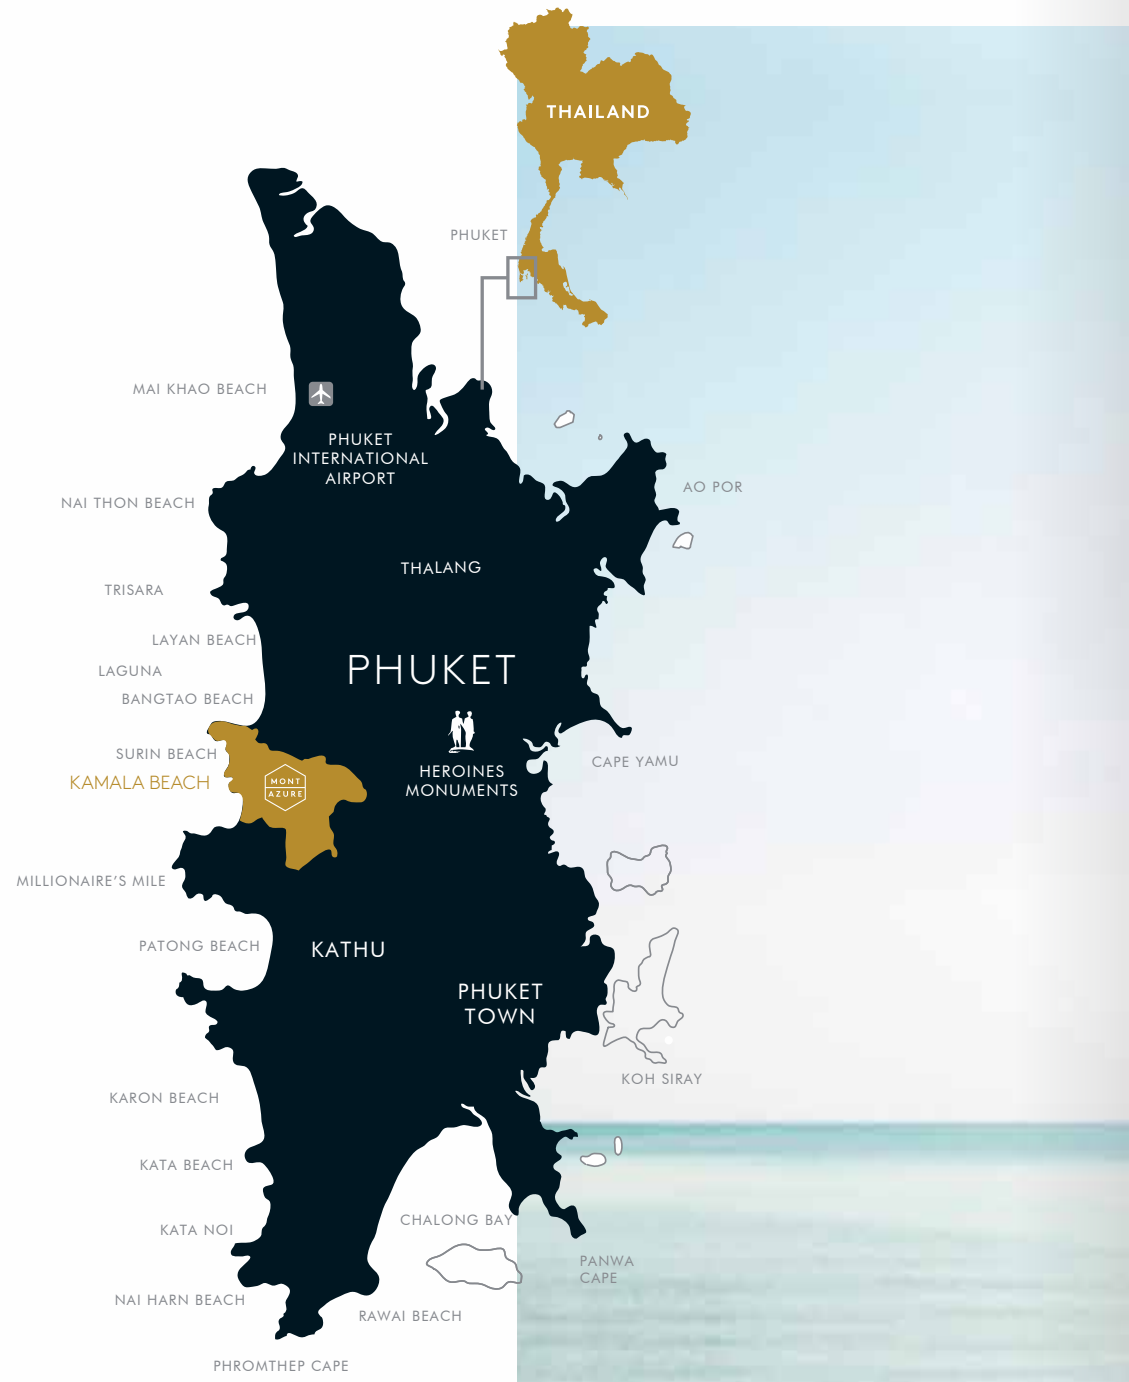 THAILAND
PHUKET
MAI KHAO BEACH
PHUKET
INTERNATIONAL
AIRPORT
AO POR
NAI THON BEACH
THALANG
TRISARA
LAYAN BEACH
LAGUNA
PHUKET
BANGTAO BEACH
SURIN BEACH
CAPE YAMU
HEROINES
MONUMENTS
KAMALA BEACH
MONT
AZURE
MILLIONAIRE'S MILE
PATONG BEACH
KATHU
PHUKET
TOWN
KOH SIRAY
KARON BEACH
KATA BEACH
CHALONG BAY
KATA NOI
PANWA
CAPE
NAI HARN BEACH
RAWAI BEACH
PHROMTHEP CAPE